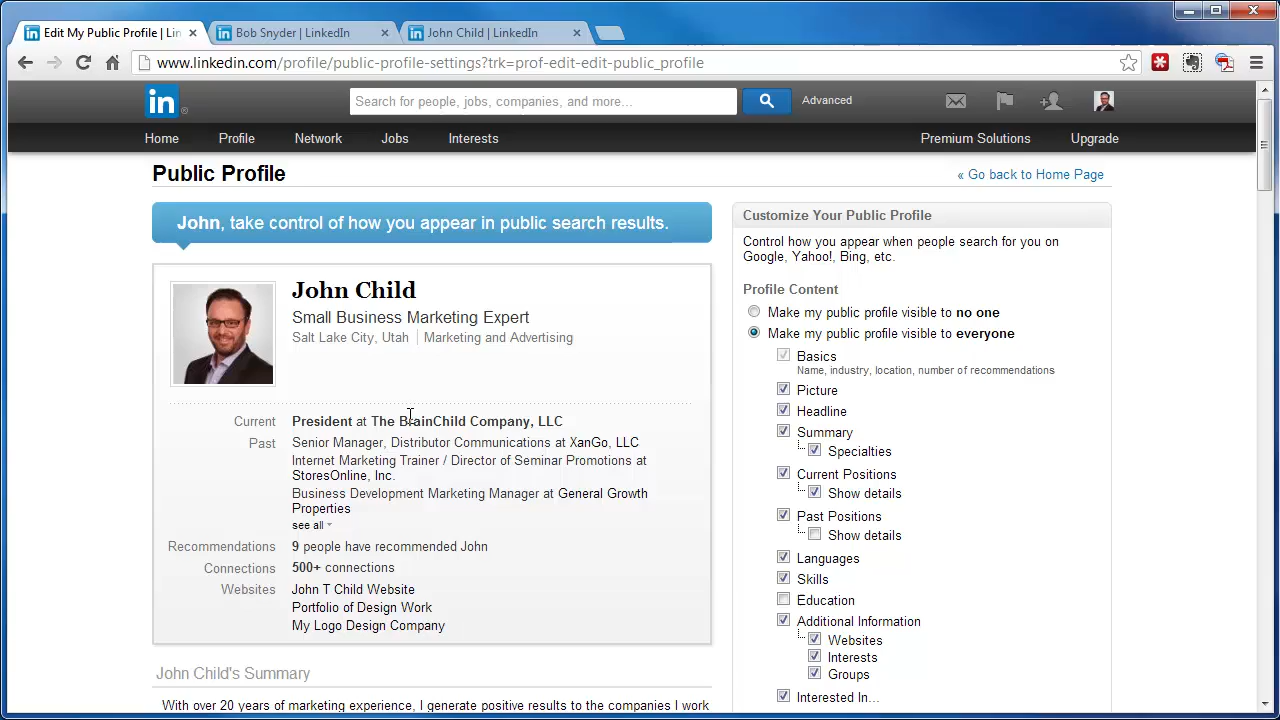 Edit My Public Profile | Lin
Bob Snyder | LinkedIn
John Child | LinkedIn
www.linkedin.com/profile/public-profile-settings?trk=prof-edit-edit-public_profile
in
Search for people, jobs, companies, and more...
Advanced
Home
Profile
Network
Jobs
Interests
Premium Solutions
Upgrade
Public Profile
« Go back to Home Page
John, take control of how you appear in public search results.
John Child
Small Business Marketing Expert
Salt Lake City, Utah | Marketing and Advertising
Current President at The BrainChild Company, LLC
Past Senior Manager, Distributor Communications at XanGo, LLC
Internet Marketing Trainer / Director of Seminar Promotions at
StoresOnline, Inc.
Business Development Marketing Manager at General Growth
Properties
see all
Recommendations 9 people have recommended John
Connections 500+ connections
Websites John T Child Website
Portfolio of Design Work
My Logo Design Company
John Child's Summary
With over 20 years of marketing experience, I generate positive results to the companies I work
Customize Your Public Profile
Control how you appear when people search for you on
Google, Yahoo!, Bing, etc.
Profile Content
Make my public profile visible to no one
Make my public profile visible to everyone
Basics
Name, industry, location, number of recommendations
Picture
Headline
Summary
Specialties
Current Positions
Show details
Past Positions
Show details
Languages
Skills
Education
Additional Information
Websites
Interests
Groups
Interested In...